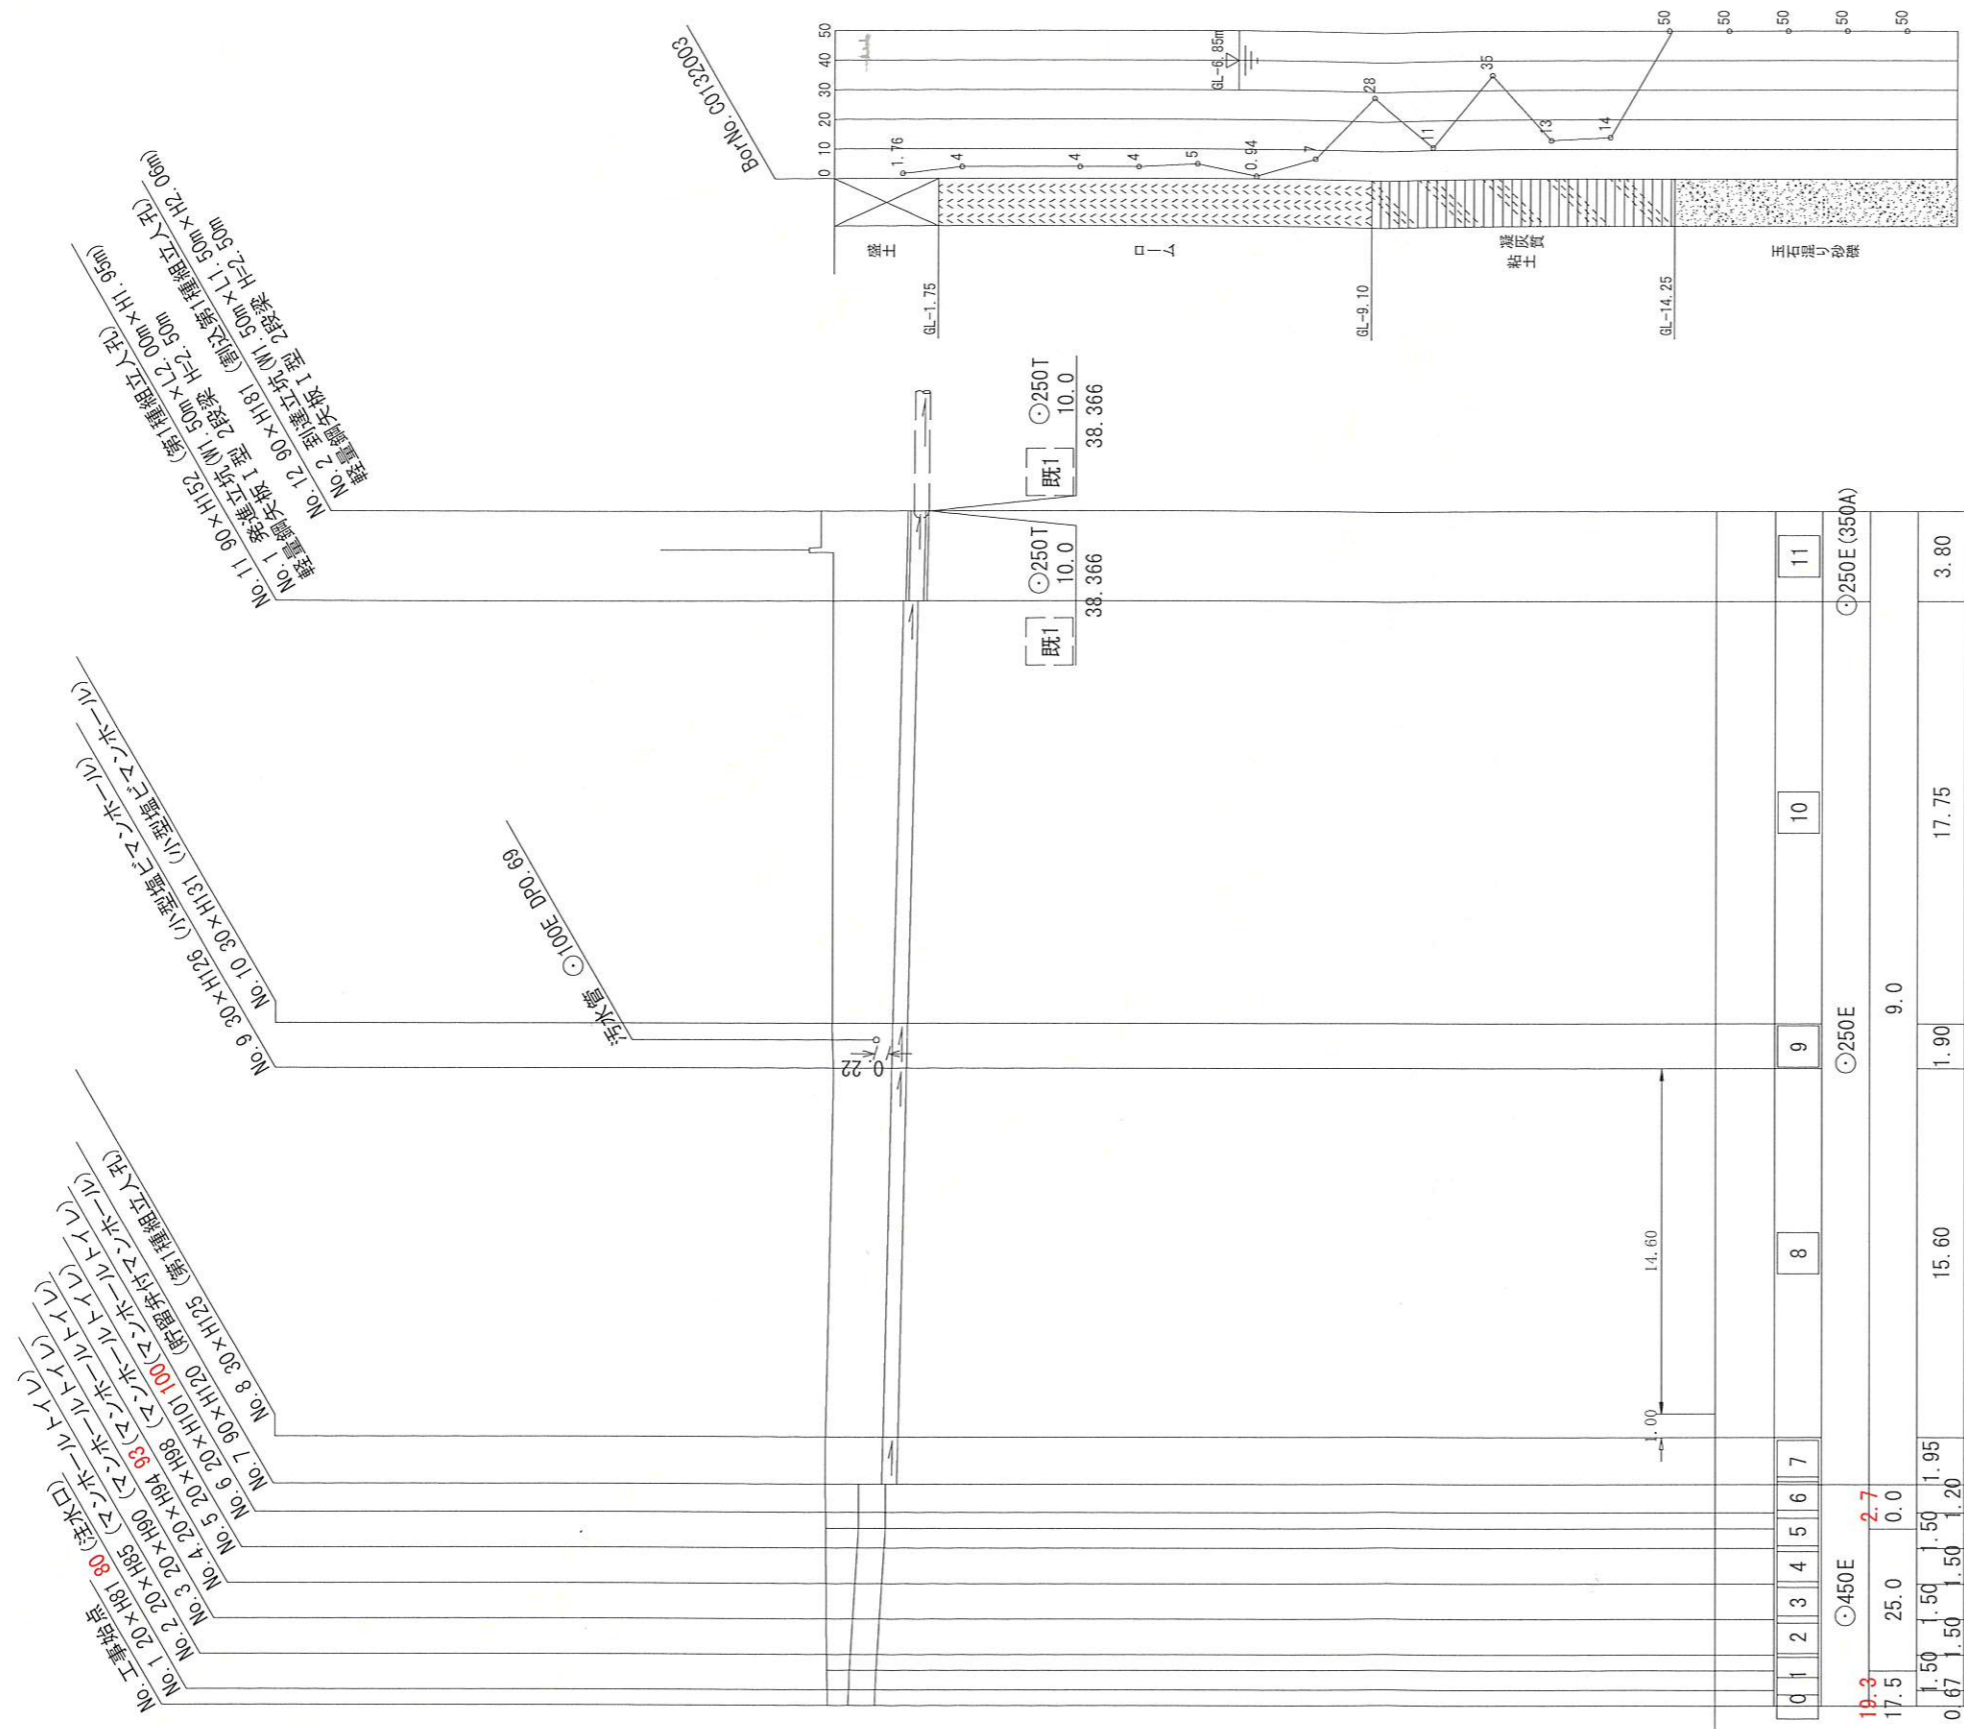 No. 工事始点
No. 1 20×H81 80 (注水口)
No. 2 20×H85 (マンホールトイレ)
No. 3 20×H90 (マンホールトイレ)
No. 4 20×H94 93 (マンホールトイレ)
No. 5 20×H98 (マンホールトイレ)
No. 6 20×H101 100 (マンホールトイレ)
No. 7 90×H120 (貯留弁付マンホール)
No. 8 30×H125 (第1種組立人孔)
No. 9 30×H126 (小型塩ビマンホール)
No. 10 30×H131 (小型塩ビマンホール)
汚水管 ⊙100E DP0.69
0.22
No. 11 90×H152 (第1種組立人孔)
No. 1 発進立坑(W1.50m×L2.00m×H1.95m)
軽量鋼矢板Ⅰ型 2段梁 H=2.50m
No. 12 90×H181 (割込第1種組立人孔)
No. 2 到達立坑(W1.50m×L1.50m×H2.06m)
軽量鋼矢板Ⅰ型 2段梁 H=2.50m
既1 ⊙250T
10.0
38.366
既1 ⊙250T
10.0
38.366
BorNo. C0132003
0 10 20 30 40 50
1.76
4
4
4
5
0.94
7
28
11
35
13
14
50
50
50
50
50
GL-6.85m
盛土
ローム
凝灰質
粘土
玉石混り砂礫
GL-1.75
GL-9.10
GL-14.25
1.00
14.60
0 1 2 3 4 5 6 7 8 9 10 11
⊙450E ⊙250E ⊙250E(350A)
19.3 2.7
17.5 25.0 0.0 9.0
0.67 1.50 1.50 1.50 1.50 1.50 1.20 1.95 15.60 1.90 17.75 3.80